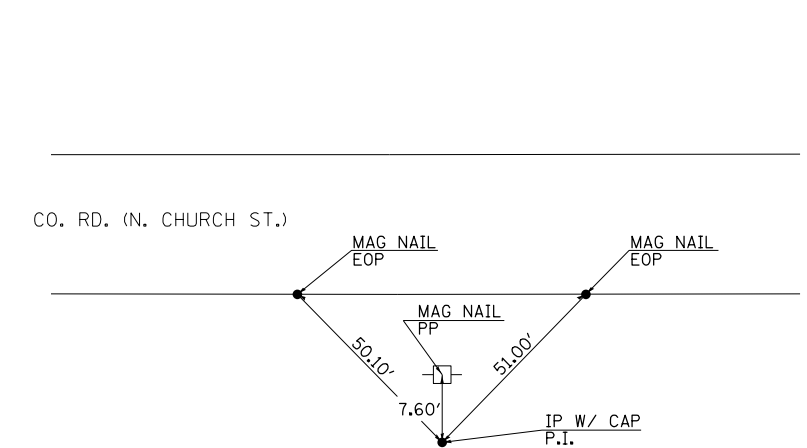 CO. RD. (N. CHURCH ST.)
MAG NAIL
EOP
MAG NAIL
EOP
MAG NAIL
PP
50.10'
51.00'
7.60'
IP W/ CAP
P.I.